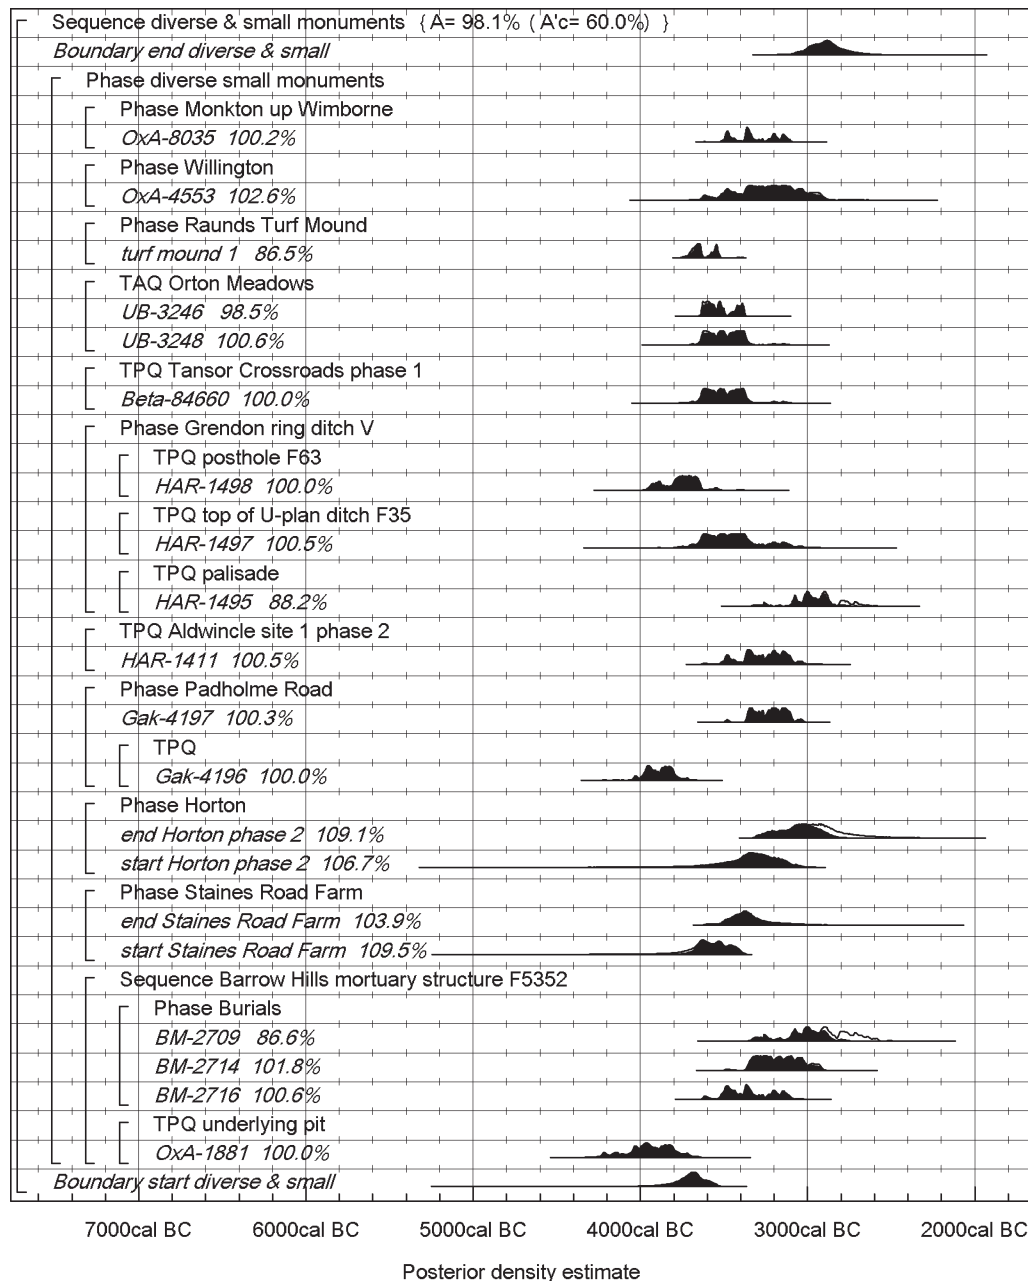 Sequence diverse & small monuments { A= 98.1% ( A'c= 60.0% ) }
Boundary end diverse & small
Phase diverse small monuments
Phase Monkton up Wimborne
OxA-8035 100.2%
Phase Willington
OxA-4553 102.6%
Phase Raunds Turf Mound
turf mound 1 86.5%
TAQ Orton Meadows
UB-3246 98.5%
UB-3248 100.6%
TPQ Tansor Crossroads phase 1
Beta-84660 100.0%
Phase Grendon ring ditch V
TPQ posthole F63
HAR-1498 100.0%
TPQ top of U-plan ditch F35
HAR-1497 100.5%
TPQ palisade
HAR-1495 88.2%
TPQ Aldwincle site 1 phase 2
HAR-1411 100.5%
Phase Padholme Road
Gak-4197 100.3%
TPQ
Gak-4196 100.0%
Phase Horton
end Horton phase 2 109.1%
start Horton phase 2 106.7%
Phase Staines Road Farm
end Staines Road Farm 103.9%
start Staines Road Farm 109.5%
Sequence Barrow Hills mortuary structure F5352
Phase Burials
BM-2709 86.6%
BM-2714 101.8%
BM-2716 100.6%
TPQ underlying pit
OxA-1881 100.0%
Boundary start diverse & small
7000cal BC 6000cal BC 5000cal BC 4000cal BC 3000cal BC 2000cal BC
Posterior density estimate